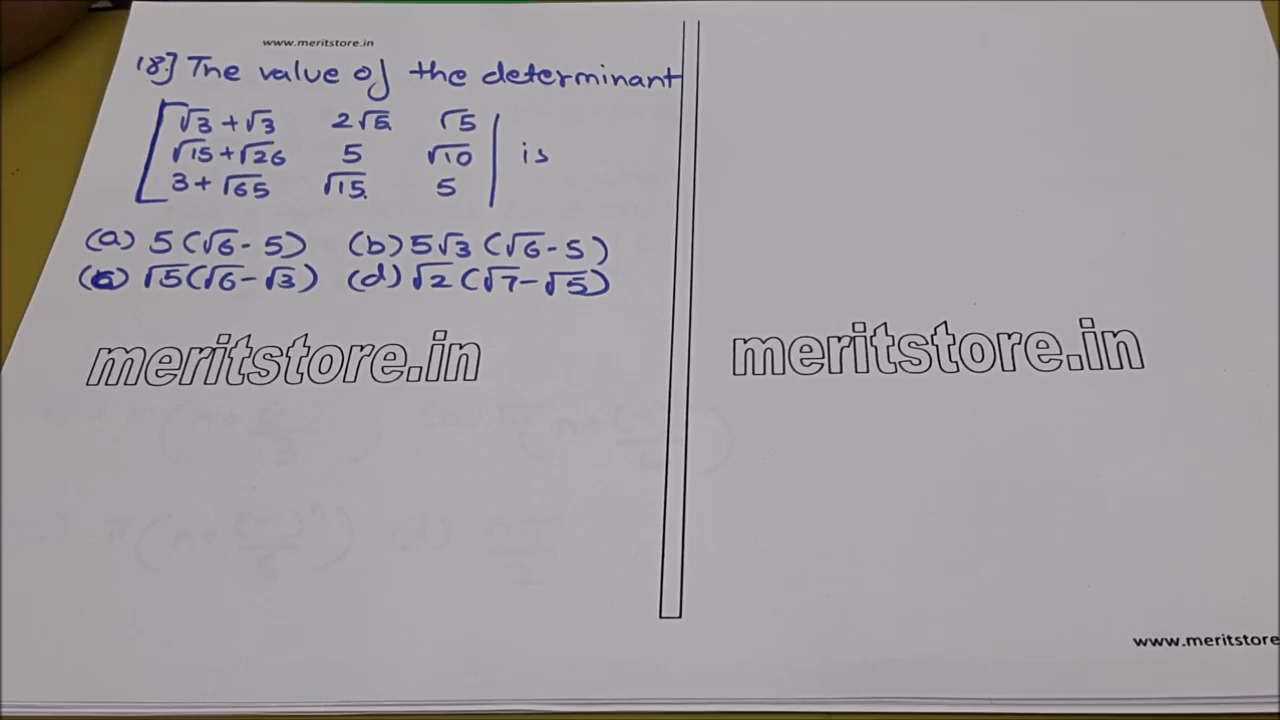 www.meritstore.in
18.] The value of the determinant
√3 + √3 2√5 √5
√15 + √26 5 √10 is
3 + √65 √15 5
(a) 5(√6 - 5) (b) 5√3 (√6 - 5)
(c) √5(√6 - √3) (d) √2 (√7 - √5)
meritstore.in
meritstore.in
www.meritstore